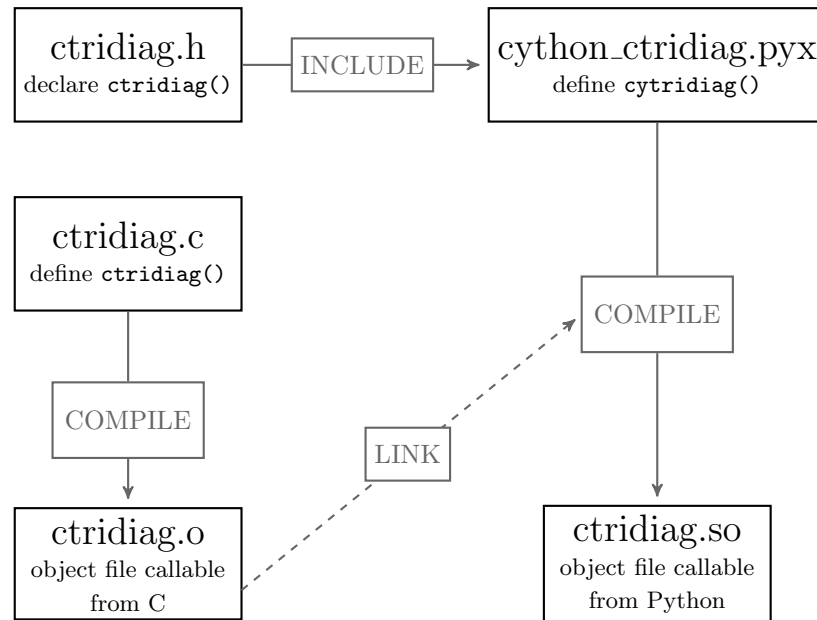 ctridiag.h
declare ctridiag()
INCLUDE
cython_ctridiag.pyx
define cytridiag()
ctridiag.c
define ctridiag()
COMPILE
COMPILE
LINK
ctridiag.o
object file callable
from C
ctridiag.so
object file callable
from Python